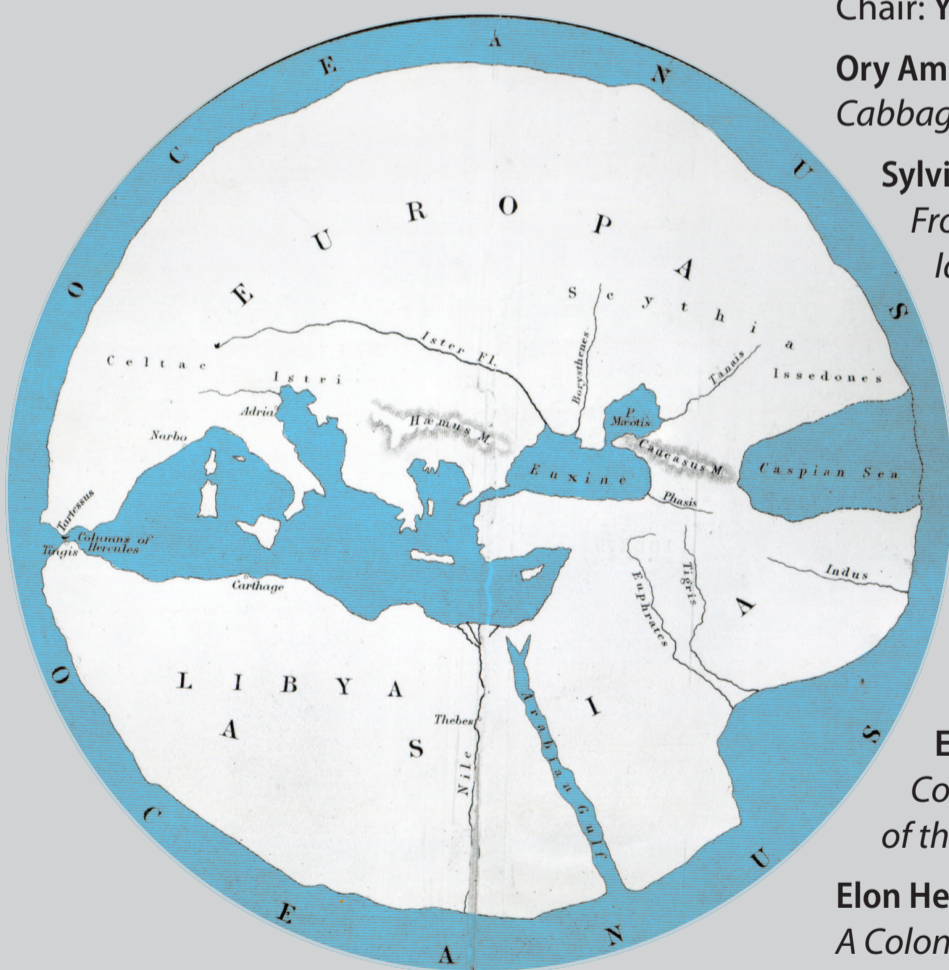 Chair: Y
Ory Am
Cabbag
Sylvi
Fro
lo
OCEANUS
EUROPA
Scythia
Ister Fl.
Borysthenes
Tanais
Celtae
Istri
Issedones
Adria
P. Mæotis
Narbo
Hæmus M.
Caucasus M.
Euxine
Caspian Sea
Tartessus
Phasis
Columns of
Hercules
Tingis
Carthage
Indus
Euphrates
Tigris
LIBYA
ASIA
Thebes
Nile
Arabian Gulf
OCEANUS
E
Co
of th
Elon He
A Colon